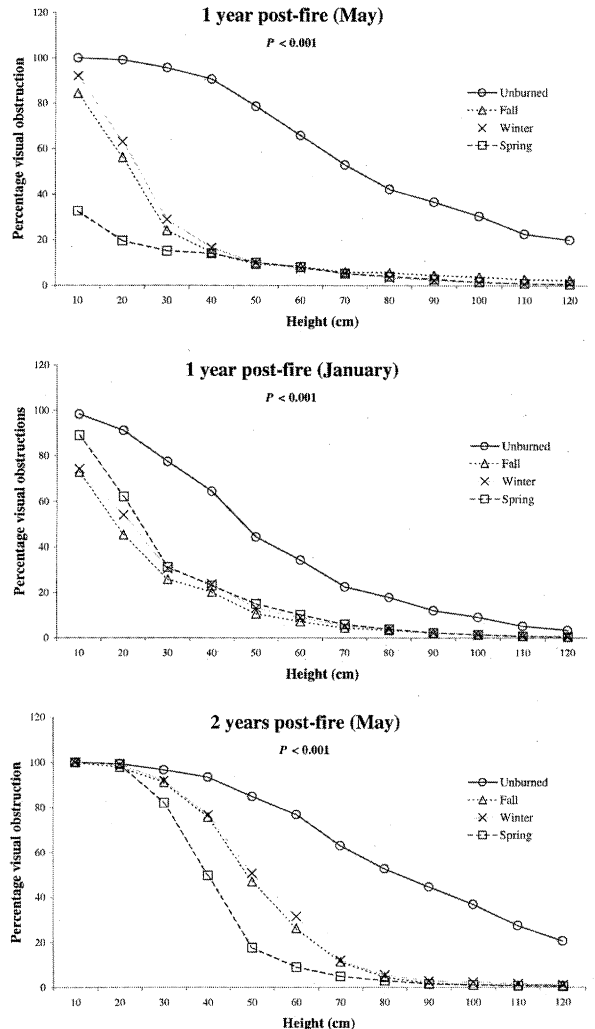 1 year post-fire (May)
P < 0.001
Percentage visual obstruction
120
100
80
60
40
20
0
Unburned
Fall
Winter
Spring
10 20 30 40 50 60 70 80 90 100 110 120
Height (cm)
1 year post-fire (January)
P < 0.001
Percentage visual obstructions
120
100
80
60
40
20
0
Unburned
Fall
Winter
Spring
10 20 30 40 50 60 70 80 90 100 110 120
Height (cm)
2 years post-fire (May)
P < 0.001
Percentage visual obstruction
120
100
80
60
40
20
0
Unburned
Fall
Winter
Spring
10 20 30 40 50 60 70 80 90 100 110 120
Height (cm)